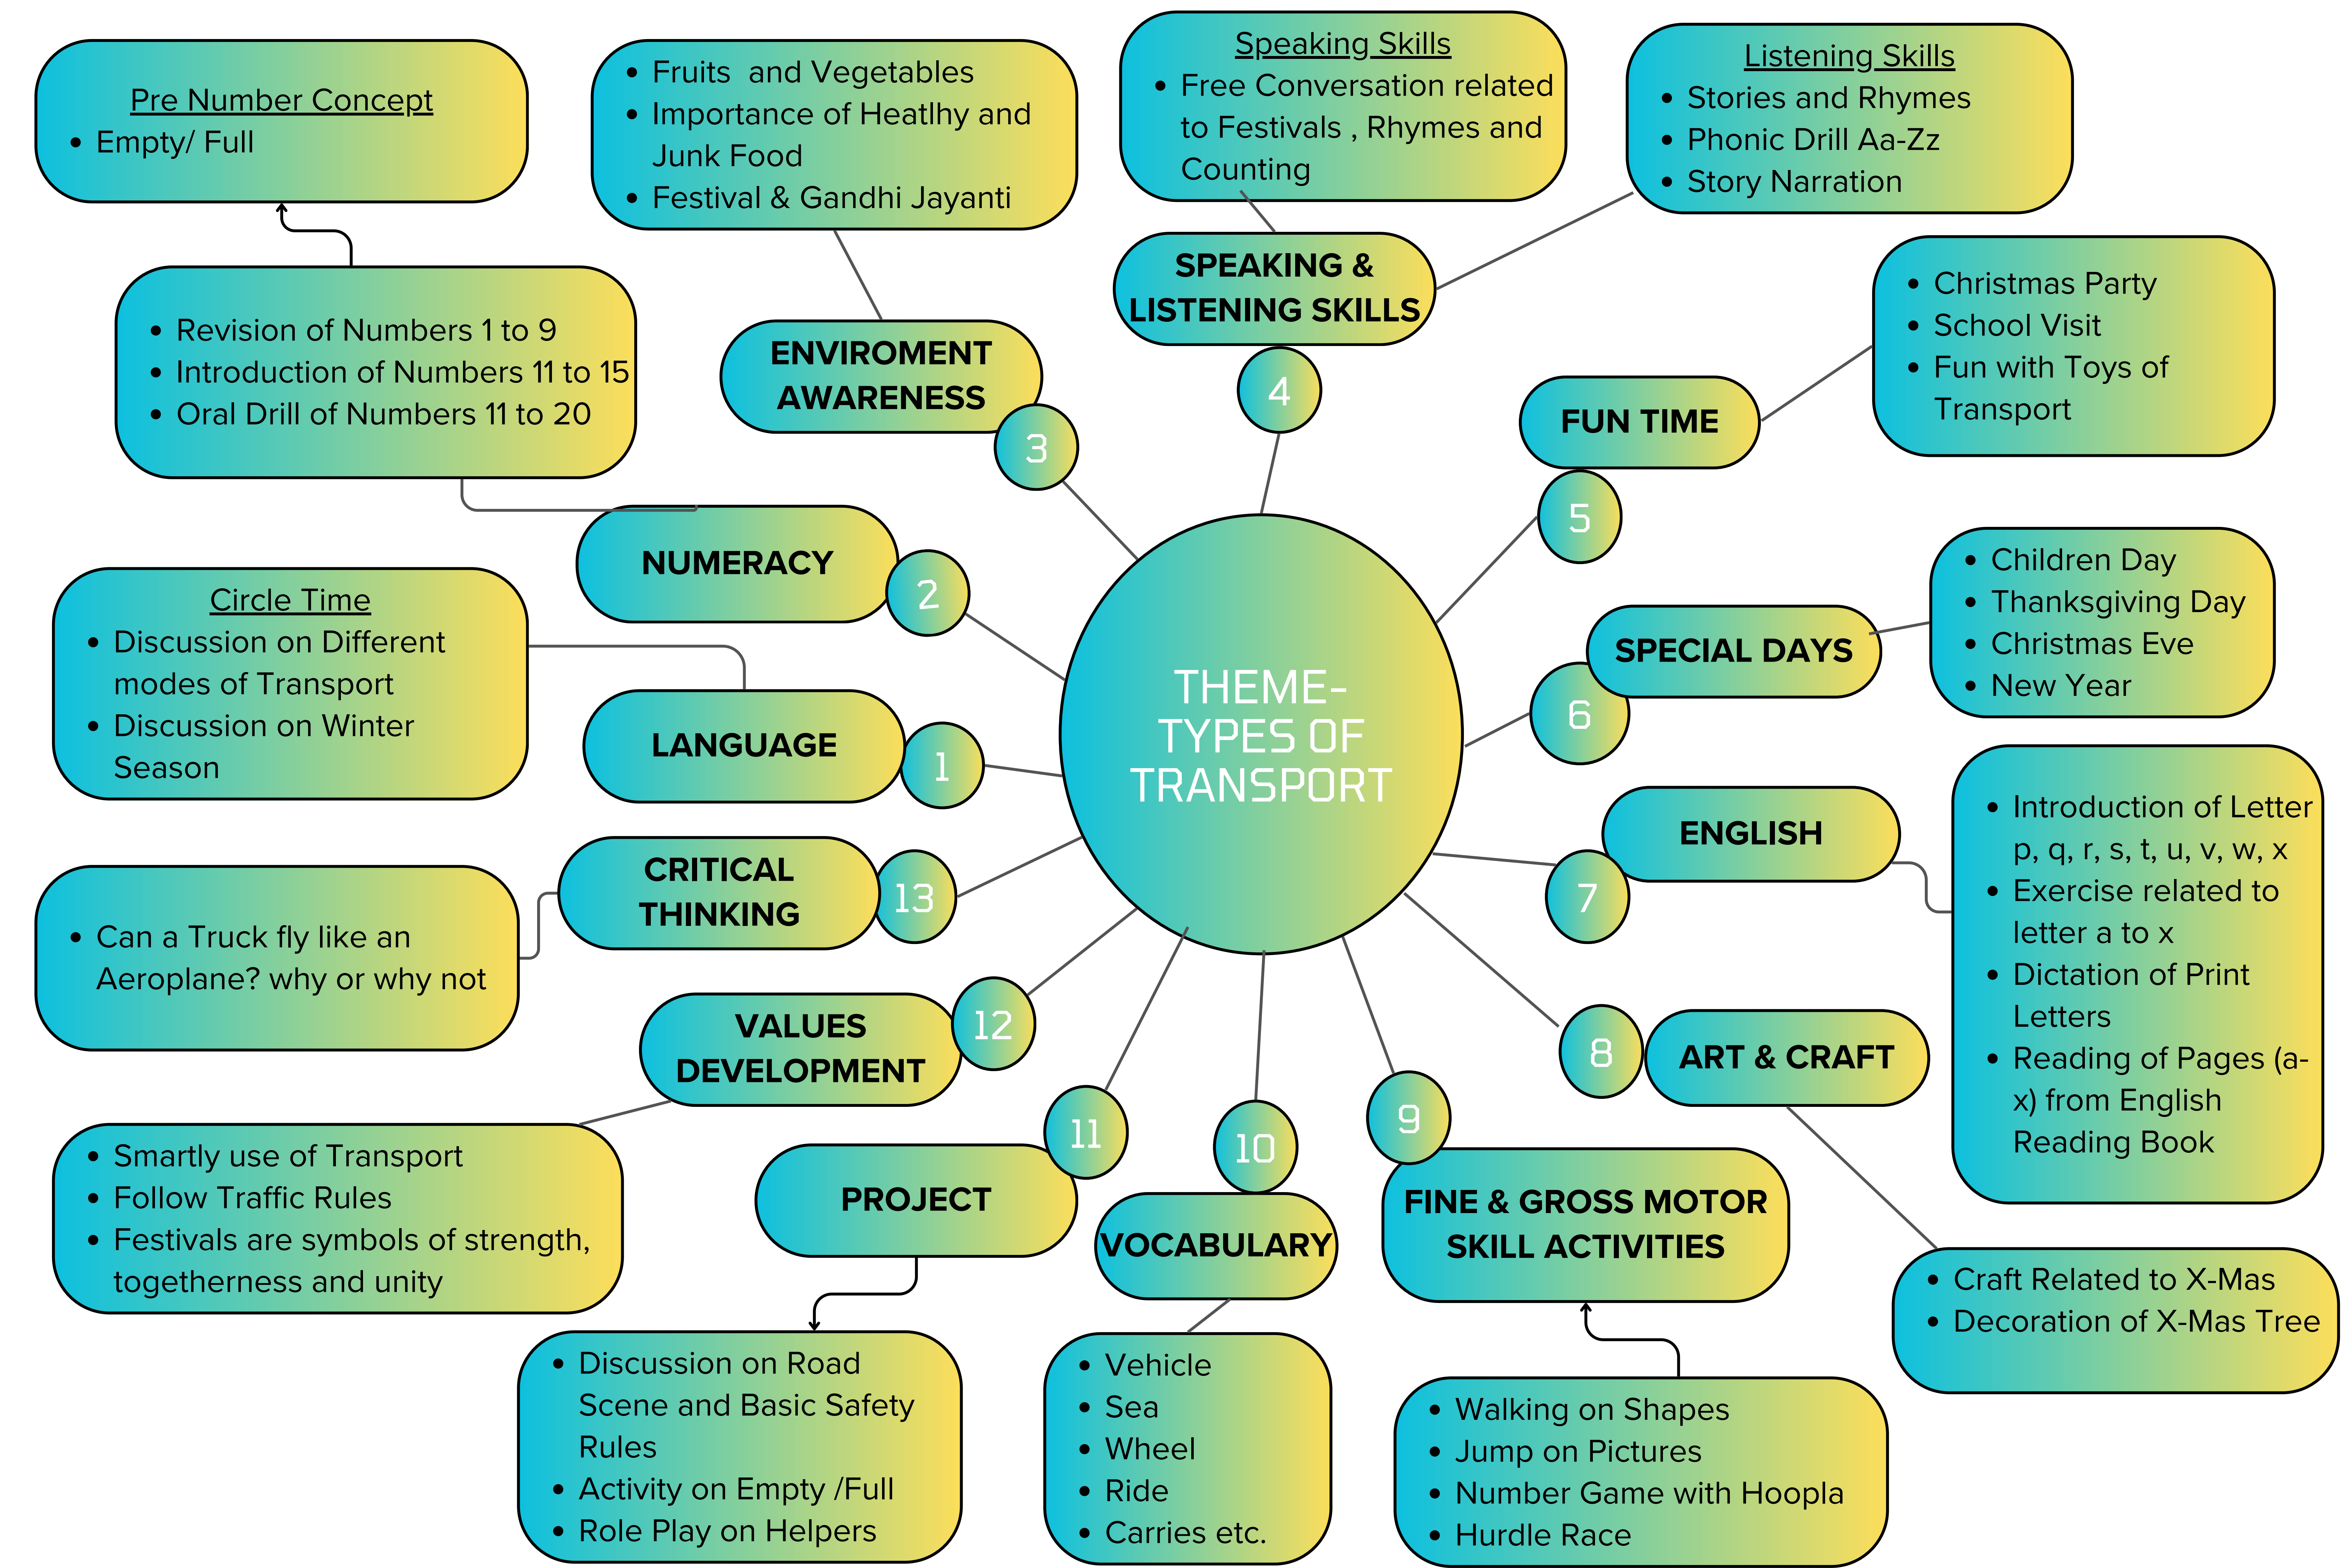 Pre Number Concept
Empty/ Full
Revision of Numbers 1 to 9
Introduction of Numbers 11 to 15
Oral Drill of Numbers 11 to 20
NUMERACY
2
Fruits and Vegetables
Importance of Heatlhy and
Junk Food
Festival & Gandhi Jayanti
ENVIROMENT
AWARENESS
3
Speaking Skills
Free Conversation related
to Festivals , Rhymes and
Counting
Listening Skills
Stories and Rhymes
Phonic Drill Aa-Zz
Story Narration
SPEAKING &
LISTENING SKILLS
4
Christmas Party
School Visit
Fun with Toys of
Transport
FUN TIME
5
Children Day
Thanksgiving Day
Christmas Eve
New Year
SPECIAL DAYS
6
THEME-
TYPES OF
TRANSPORT
Circle Time
Discussion on Different
modes of Transport
Discussion on Winter
Season
LANGUAGE
1
ENGLISH
7
Introduction of Letter
p, q, r, s, t, u, v, w, x
Exercise related to
letter a to x
Dictation of Print
Letters
Reading of Pages (a-
x) from English
Reading Book
CRITICAL
THINKING
13
Can a Truck fly like an
Aeroplane? why or why not
VALUES
DEVELOPMENT
12
Smartly use of Transport
Follow Traffic Rules
Festivals are symbols of strength,
togetherness and unity
8
ART & CRAFT
Craft Related to X-Mas
Decoration of X-Mas Tree
11
PROJECT
Discussion on Road
Scene and Basic Safety
Rules
Activity on Empty /Full
Role Play on Helpers
10
VOCABULARY
Vehicle
Sea
Wheel
Ride
Carries etc.
9
FINE & GROSS MOTOR
SKILL ACTIVITIES
Walking on Shapes
Jump on Pictures
Number Game with Hoopla
Hurdle Race